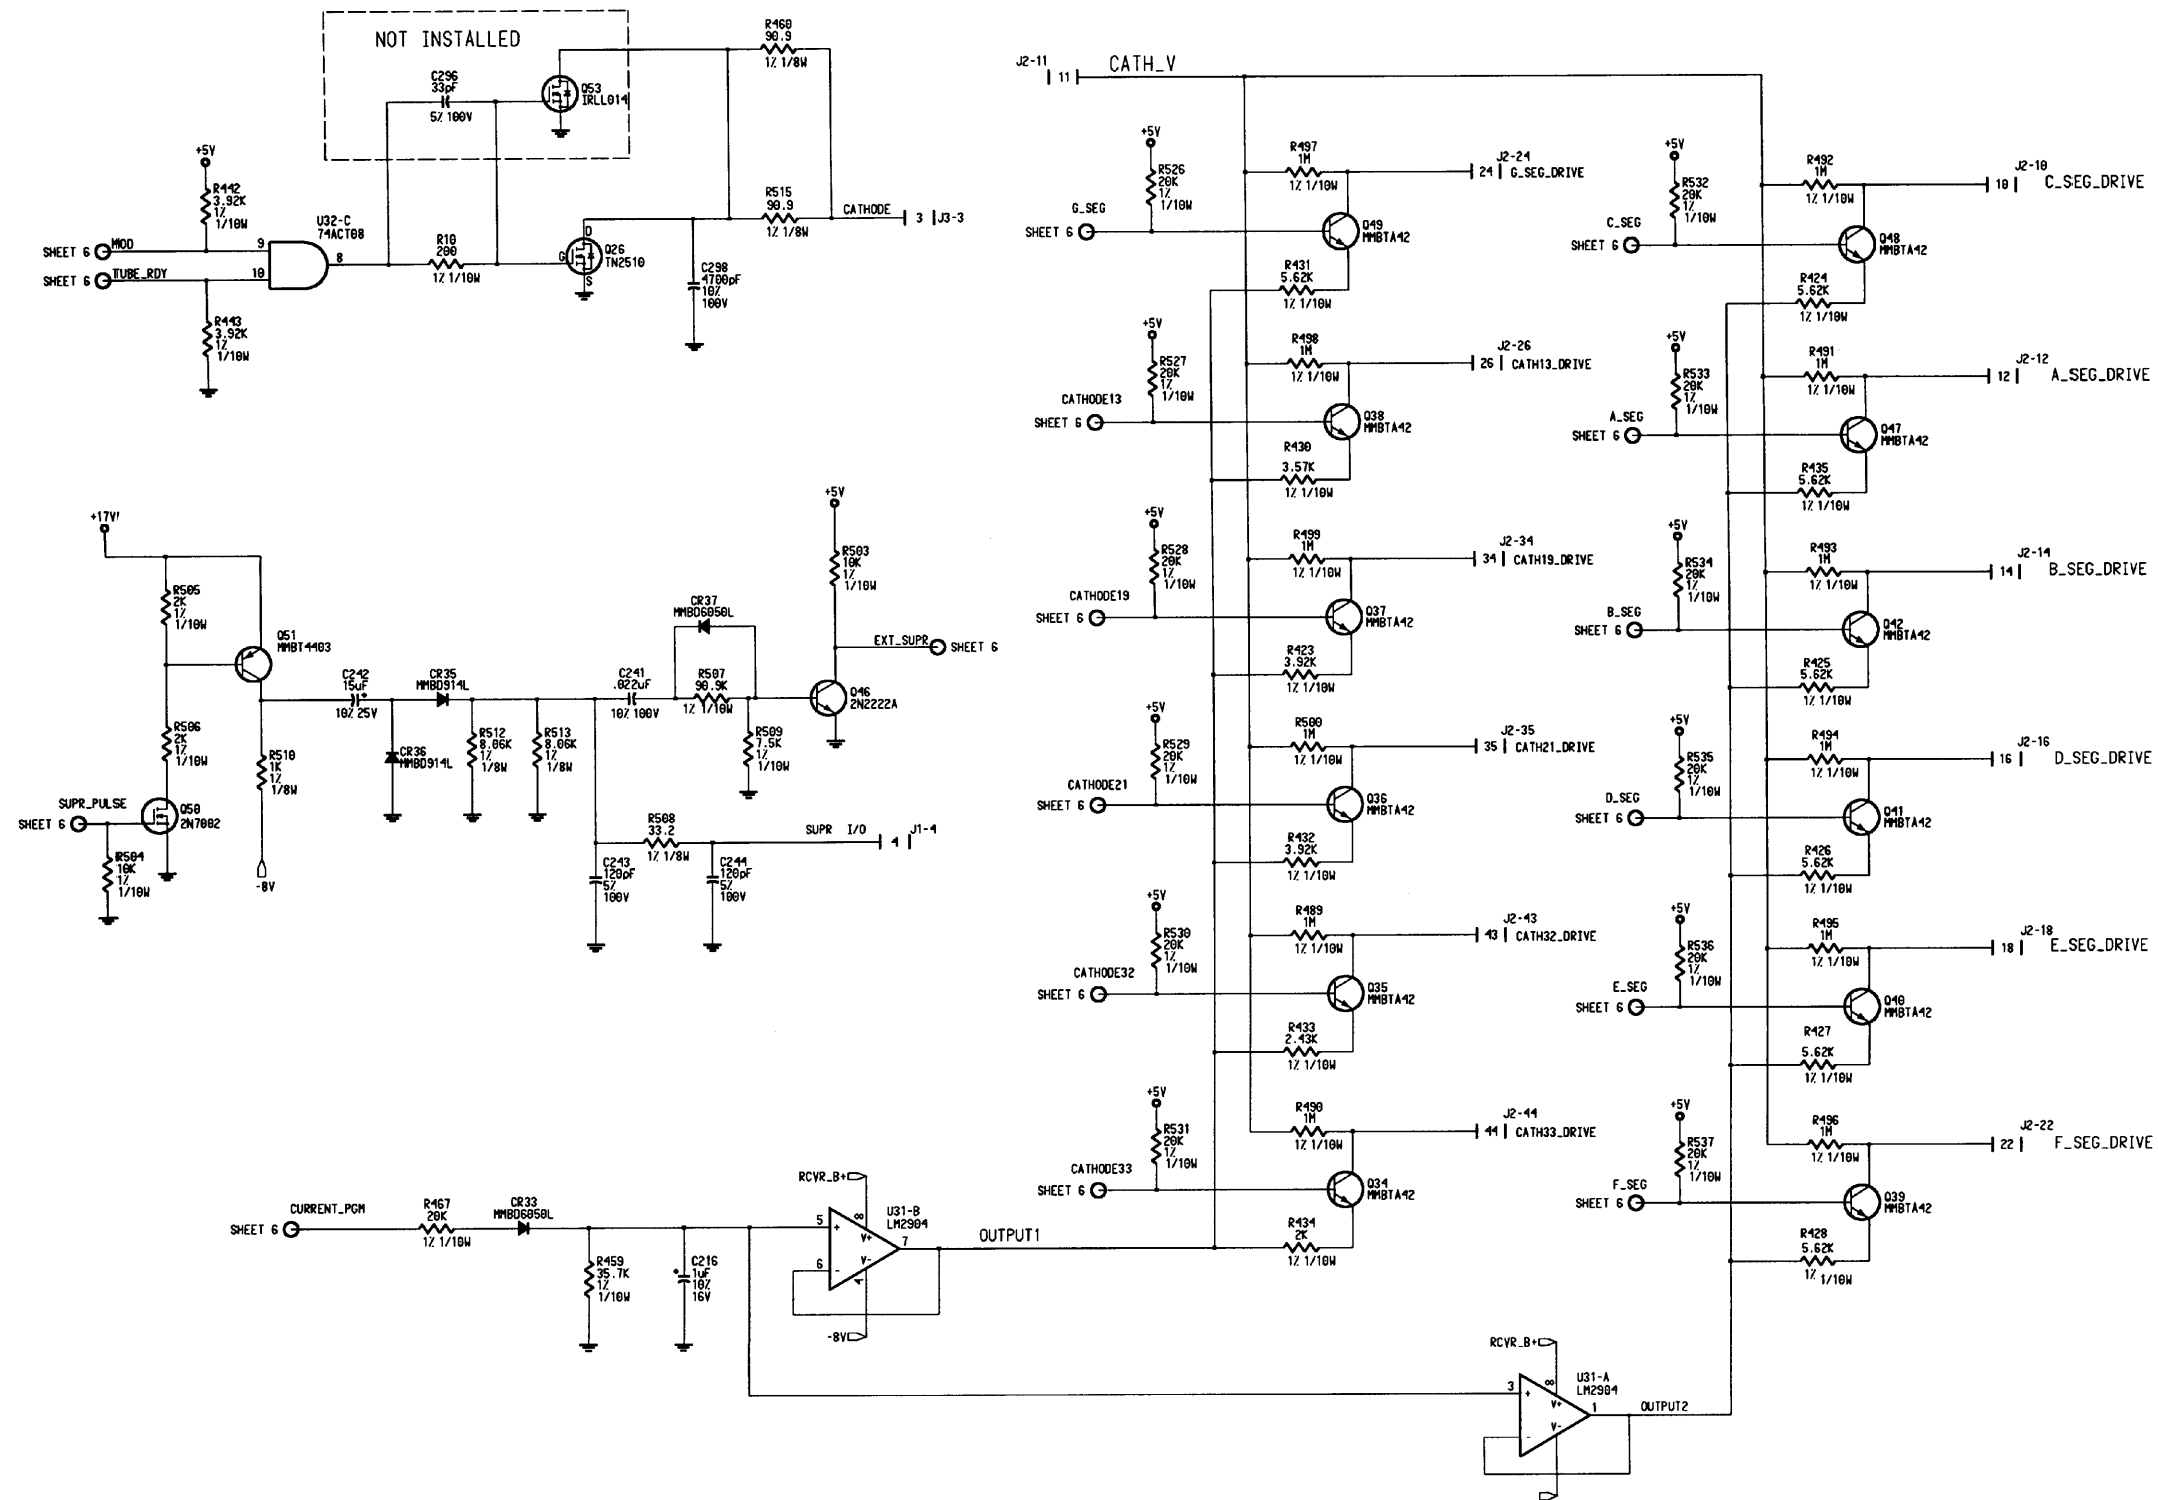 NOT INSTALLED
C296
33pF
5% 100V
Q53
IRLL014
R460
90.9
1% 1/8W
+5V
R442
3.92K
1%
1/10W
U32-C
74ACT08
SHEET 6
MOD
9
SHEET 6
TUBE_RDY
10
8
R10
200
1% 1/10W
R443
3.92K
1%
1/10W
D
G
S
Q26
TN2510
R515
90.9
1% 1/8W
CATHODE
3
J3-3
C298
4700pF
10%
100V
+17V
R505
2K
1%
1/10W
Q51
MMBT4403
R506
2K
1%
1/10W
SUPR_PULSE
SHEET 6
Q50
2N7002
R504
10K
1%
1/10W
R510
1K
1%
1/8W
-8V
C242
15uF
10% 25V
CR35
MMBD914L
CR36
MMBD914L
R512
8.06K
1%
1/8W
R513
8.06K
1%
1/8W
C241
.022uF
10% 100V
CR37
MMBD6050L
R507
90.9K
1% 1/10W
R509
7.5K
1%
1/10W
+5V
R503
10K
1%
1/10W
EXT_SUPR
SHEET 6
Q46
2N2222A
R508
33.2
1% 1/8W
SUPR I/O
4
J1-4
C243
120pF
5%
100V
C244
120pF
5%
100V
CURRENT_PGM
SHEET 6
R467
20K
1% 1/10W
CR33
MMBD6050L
R459
35.7K
1%
1/10W
C216
1uF
10%
16V
RCVR_B+
5
+
8
V+
U31-B
LM2904
7
6
-
V-
4
-8V
OUTPUT1
J2-11
11
CATH_V
+5V
R526
20K
1%
1/10W
G_SEG
SHEET 6
R497
1M
1% 1/10W
J2-24
24
G_SEG_DRIVE
Q49
MMBTA42
R431
5.62K
1% 1/10W
+5V
R527
20K
1%
1/10W
CATHODE13
SHEET 6
R498
1M
1% 1/10W
J2-26
26
CATH13_DRIVE
Q38
MMBTA42
R430
3.57K
1% 1/10W
+5V
R528
20K
1%
1/10W
CATHODE19
SHEET 6
R499
1M
1% 1/10W
J2-34
34
CATH19_DRIVE
Q37
MMBTA42
R423
3.92K
1% 1/10W
+5V
R529
20K
1%
1/10W
CATHODE21
SHEET 6
R500
1M
1% 1/10W
J2-35
35
CATH21_DRIVE
Q36
MMBTA42
R432
3.92K
1% 1/10W
+5V
R530
20K
1%
1/10W
CATHODE32
SHEET 6
R489
1M
1% 1/10W
J2-43
43
CATH32_DRIVE
Q35
MMBTA42
R433
2.43K
1% 1/10W
+5V
R531
20K
1%
1/10W
CATHODE33
SHEET 6
R490
1M
1% 1/10W
J2-44
44
CATH33_DRIVE
Q34
MMBTA42
R434
2K
1% 1/10W
+5V
R532
20K
1%
1/10W
C_SEG
SHEET 6
R492
1M
1% 1/10W
J2-10
10
C_SEG_DRIVE
Q48
MMBTA42
R424
5.62K
1% 1/10W
+5V
R533
20K
1%
1/10W
A_SEG
SHEET 6
R491
1M
1% 1/10W
J2-12
12
A_SEG_DRIVE
Q47
MMBTA42
R435
5.62K
1% 1/10W
+5V
R534
20K
1%
1/10W
B_SEG
SHEET 6
R493
1M
1% 1/10W
J2-14
14
B_SEG_DRIVE
Q42
MMBTA42
R425
5.62K
1% 1/10W
+5V
R535
20K
1%
1/10W
D_SEG
SHEET 6
R494
1M
1% 1/10W
J2-16
16
D_SEG_DRIVE
Q41
MMBTA42
R426
5.62K
1% 1/10W
+5V
R536
20K
1%
1/10W
E_SEG
SHEET 6
R495
1M
1% 1/10W
J2-18
18
E_SEG_DRIVE
Q40
MMBTA42
R427
5.62K
1% 1/10W
+5V
R537
20K
1%
1/10W
F_SEG
SHEET 6
R496
1M
1% 1/10W
J2-22
22
F_SEG_DRIVE
Q39
MMBTA42
R428
5.62K
1% 1/10W
RCVR_B+
3
+
8
V+
U31-A
LM2904
1
-
V-
OUTPUT2